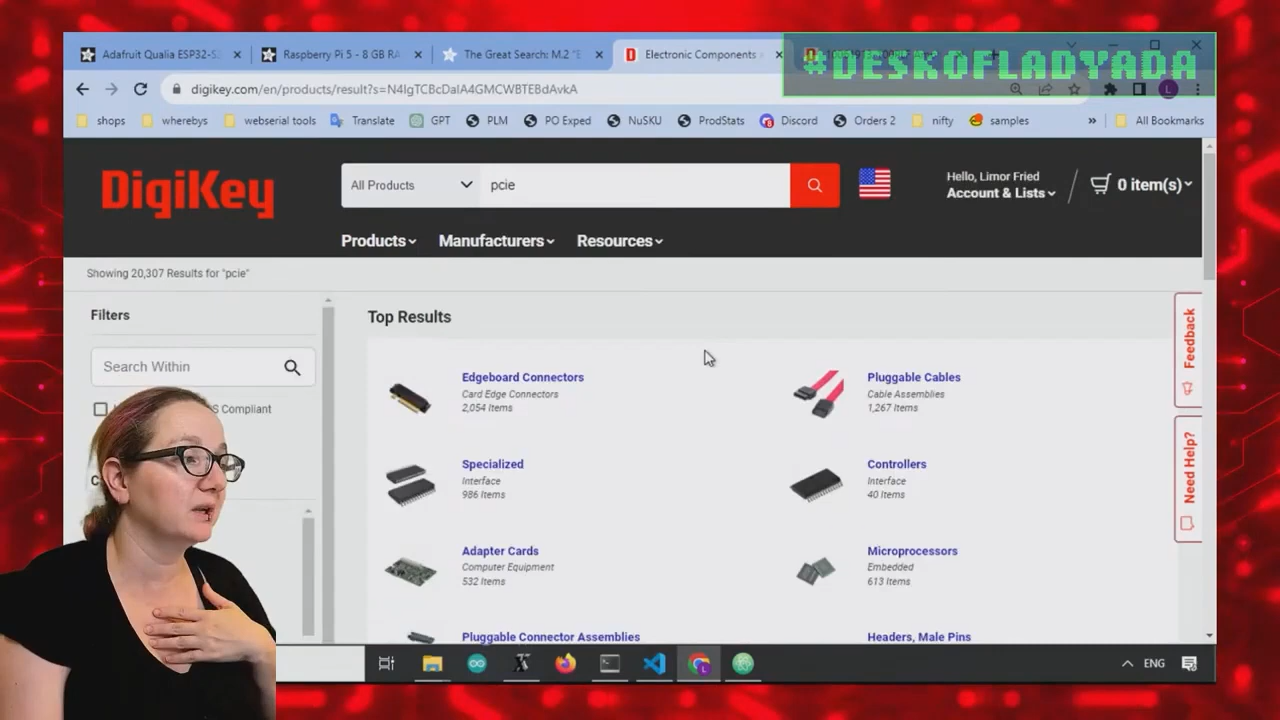 #DESKOFLADYADA
Adafruit Qualia ESP32-S3
Raspberry Pi 5 - 8 GB RA
The Great Search: M.2 "E
Electronic Components
digikey.com/en/products/result?s=N4IgTCBcDaIA4GMCWBTEBdAvkA
shops
wherebys
webserial tools
Translate
GPT
PLM
PO Exped
NuSKU
ProdStats
Discord
Orders 2
nifty
samples
»
All Bookmarks
DigiKey
All Products
pcie
Hello, Limor Fried
Account & Lists
0 item(s)
Products
Manufacturers
Resources
Showing 20,307 Results for "pcie"
Filters
Search Within
S Compliant
Top Results
Edgeboard Connectors
Card Edge Connectors
2,054 Items
Pluggable Cables
Cable Assemblies
1,267 Items
Specialized
Interface
986 Items
Controllers
Interface
40 Items
Adapter Cards
Computer Equipment
532 Items
Microprocessors
Embedded
613 Items
Pluggable Connector Assemblies
Headers, Male Pins
Feedback
Need Help?
ENG